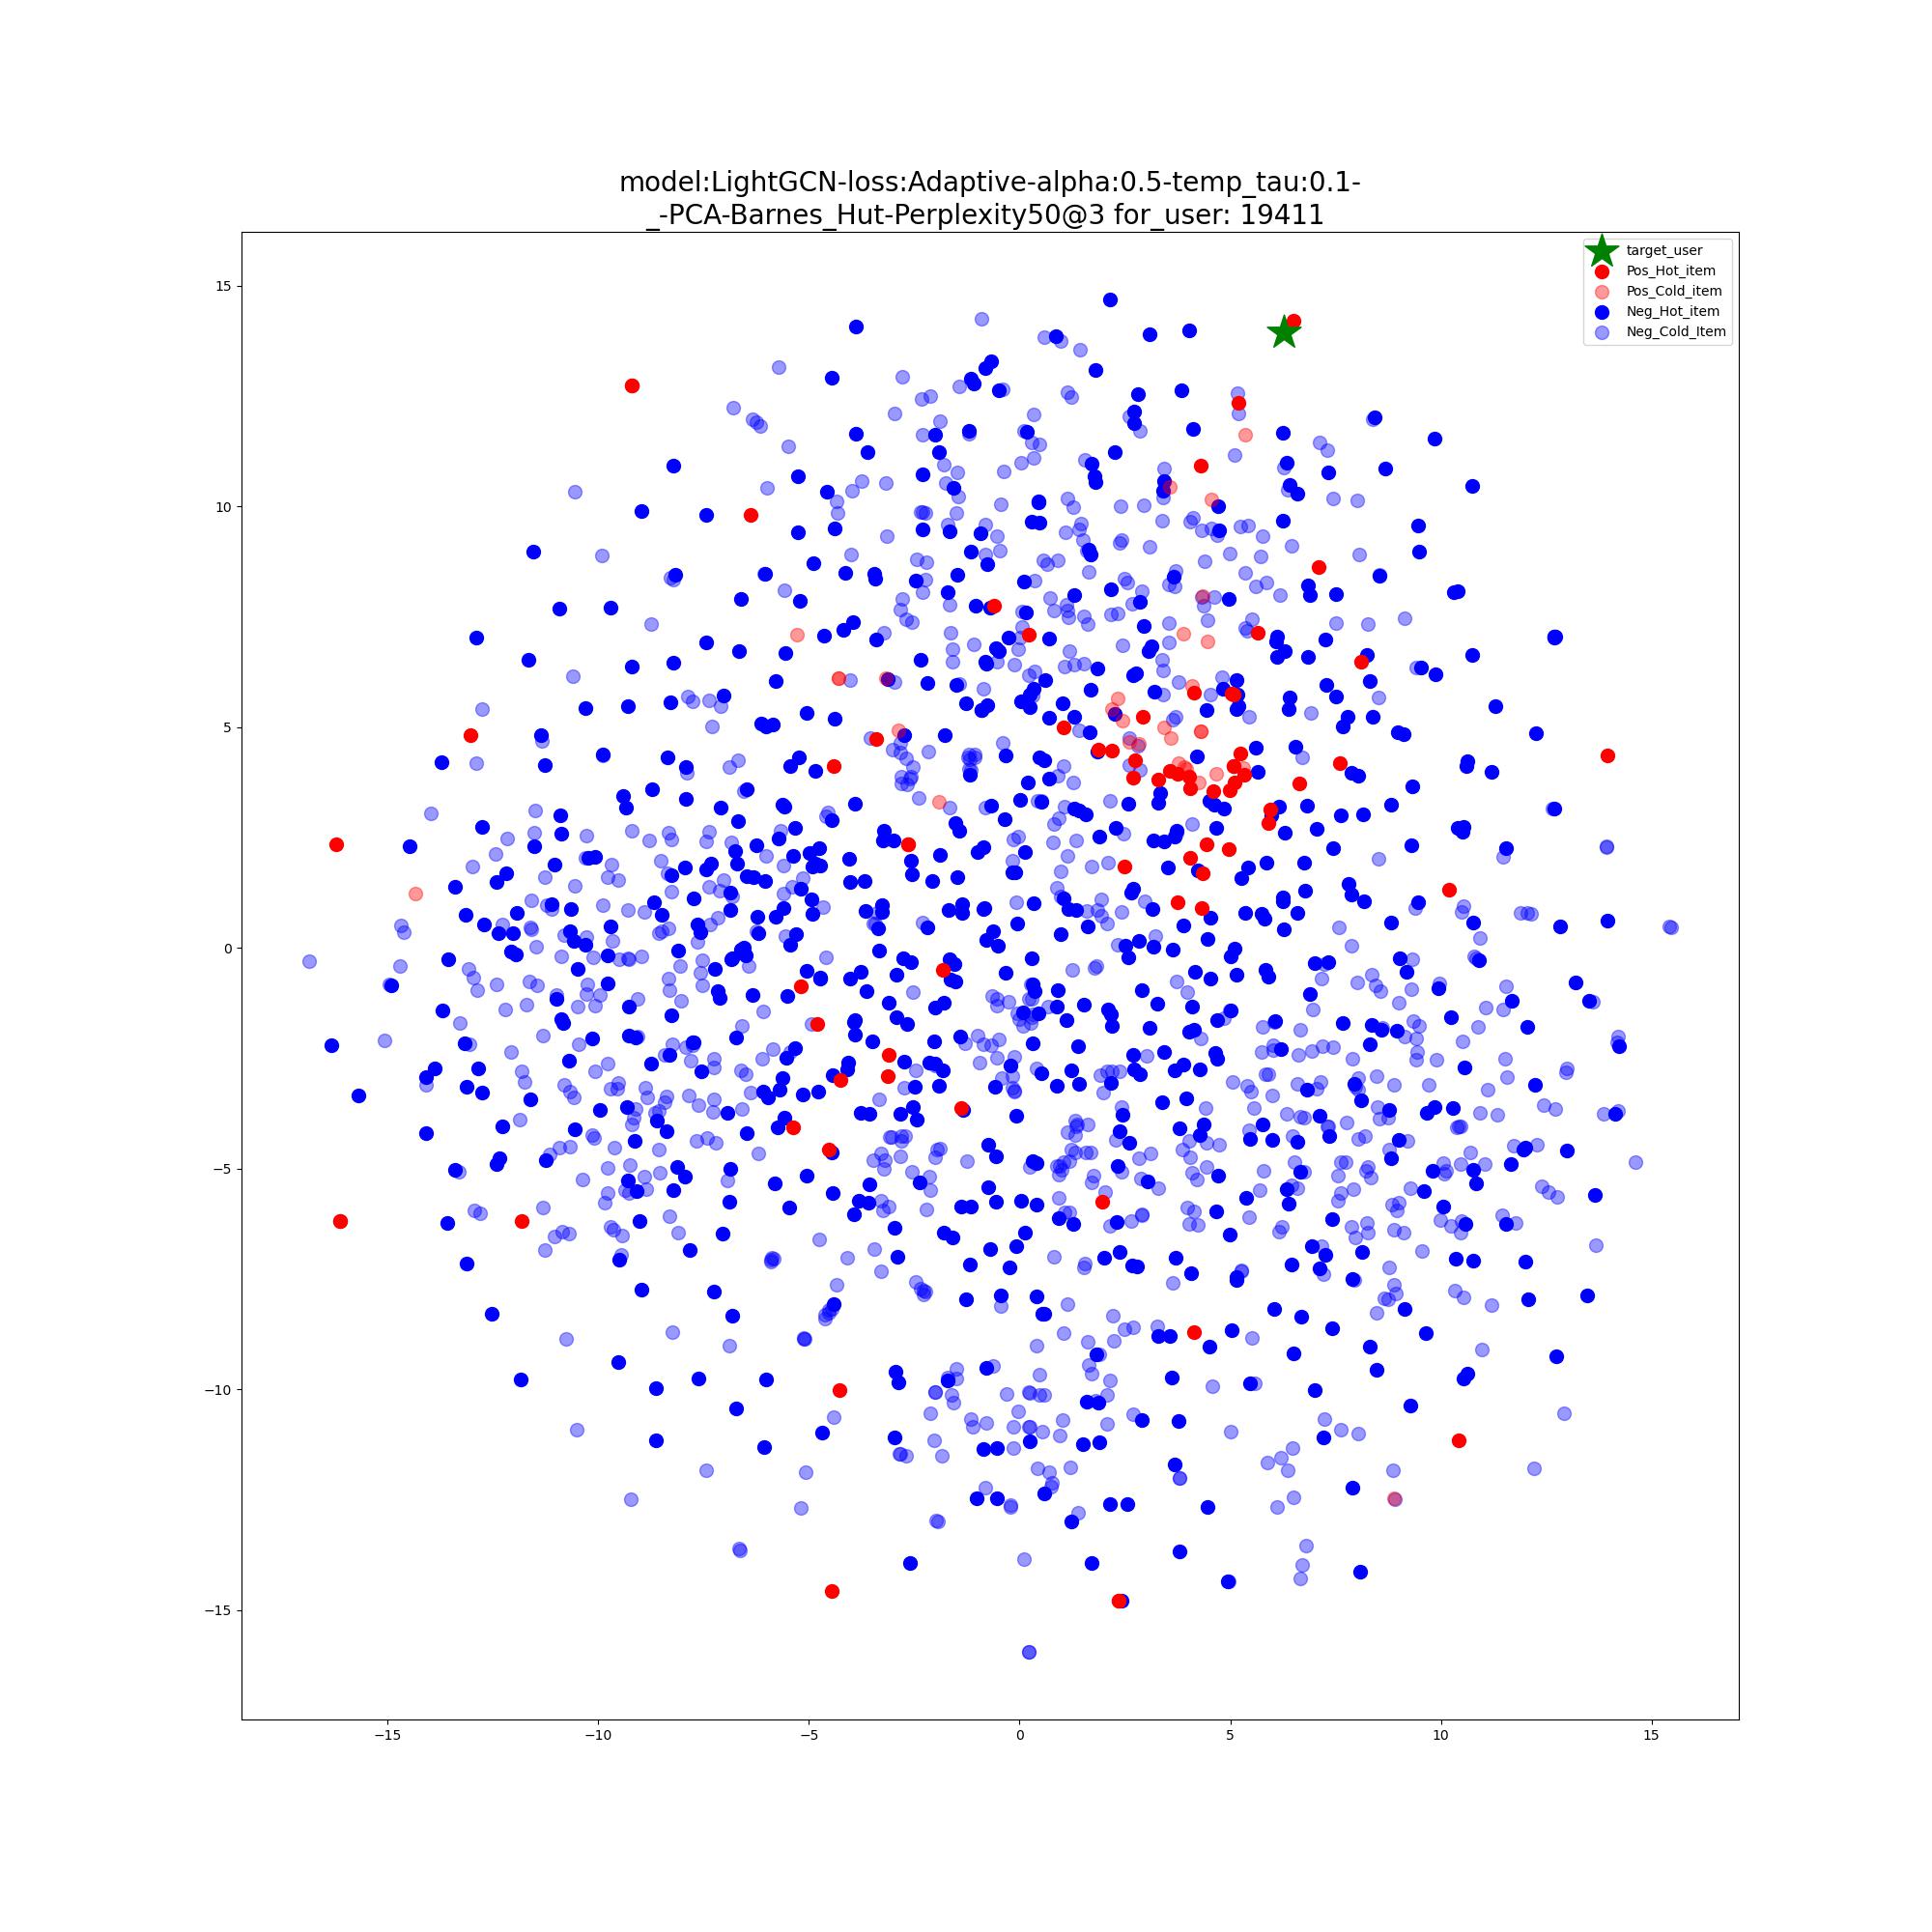 model:LightGCN-loss:Adaptive-alpha:0.5-temp_tau:0.1-
_-PCA-Barnes_Hut-Perplexity50@3 for_user: 19411
target_user
Pos_Hot_item
Pos_Cold_item
Neg_Hot_item
Neg_Cold_Item
15
10
5
0
−5
−10
−15
−15
−10
−5
0
5
10
15